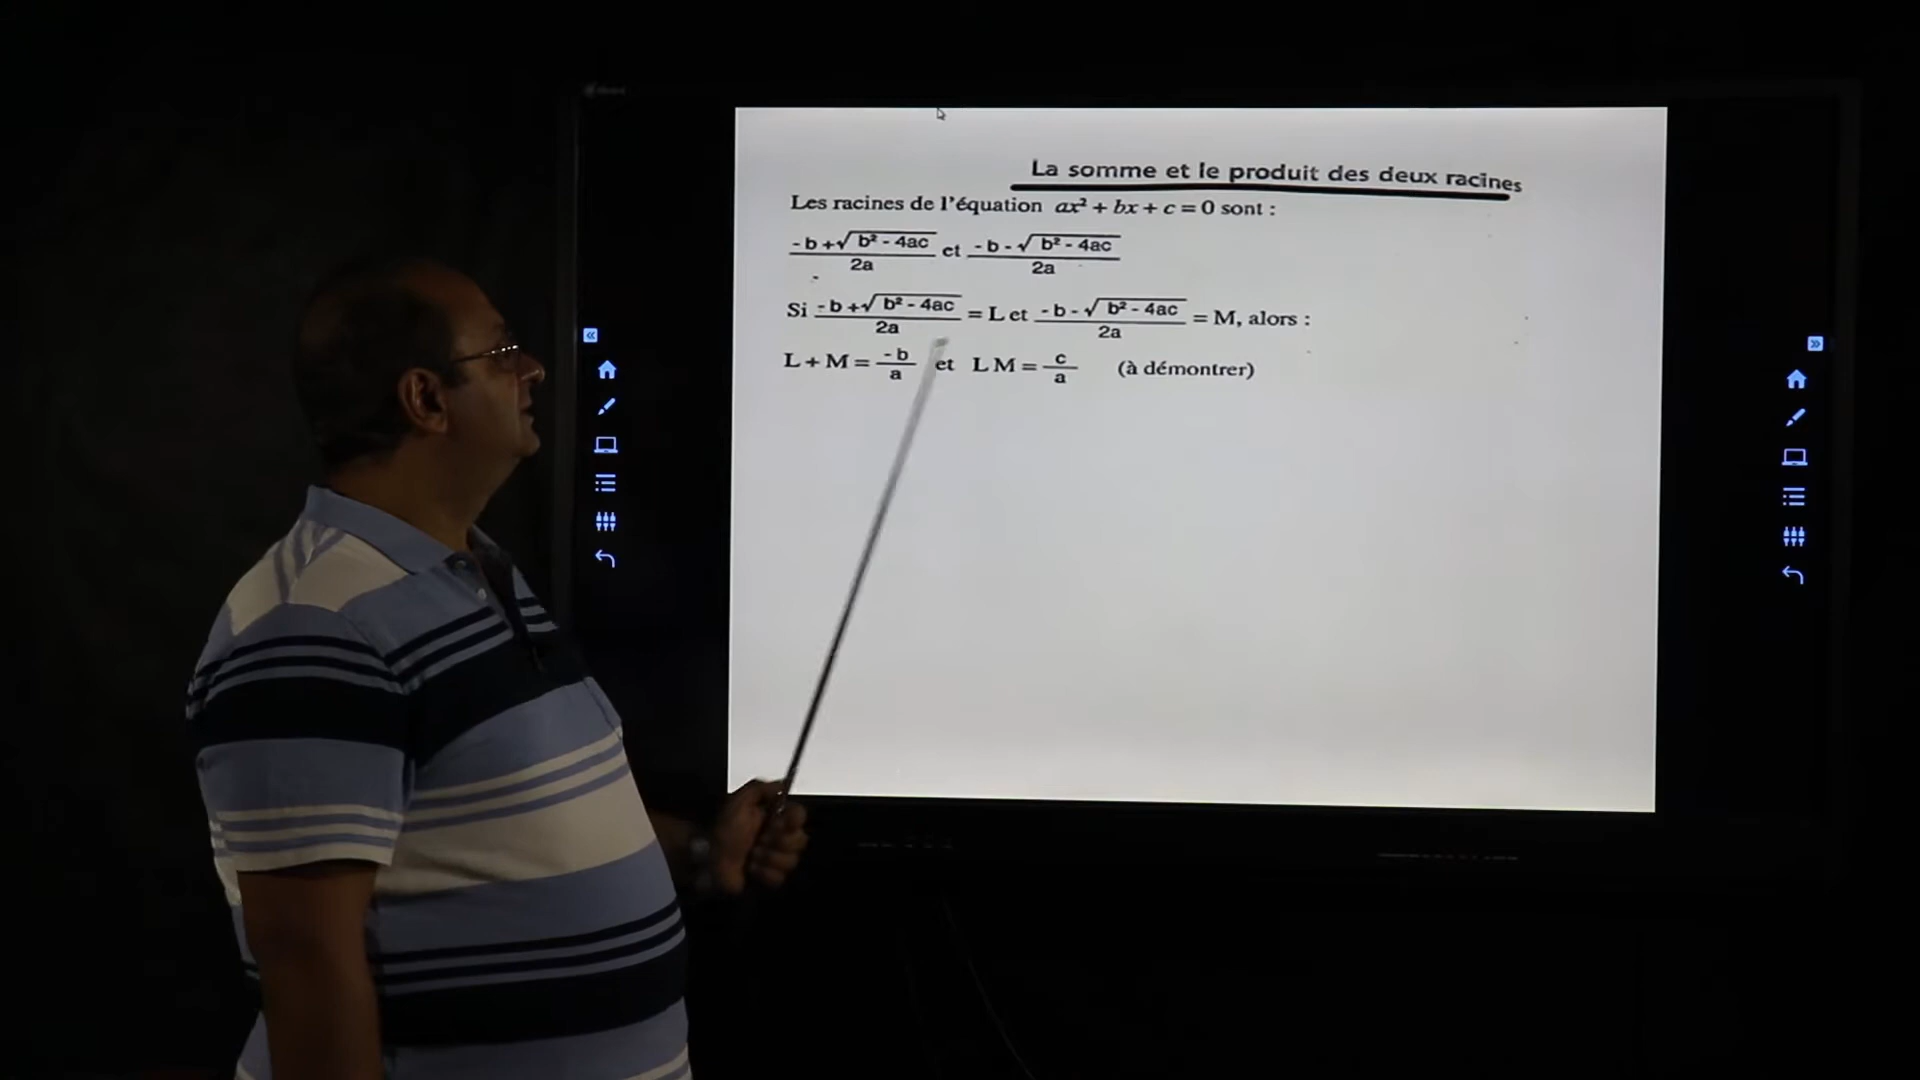 La somme et le produit des deux racines
Les racines de l'équation ax² + bx + c = 0 sont :
-b+√b²-4ac/2a et -b-√b²-4ac/2a
Si -b+√b²-4ac/2a = L et -b-√b²-4ac/2a = M, alors :
L + M = -b/a et L M = c/a (à démontrer)